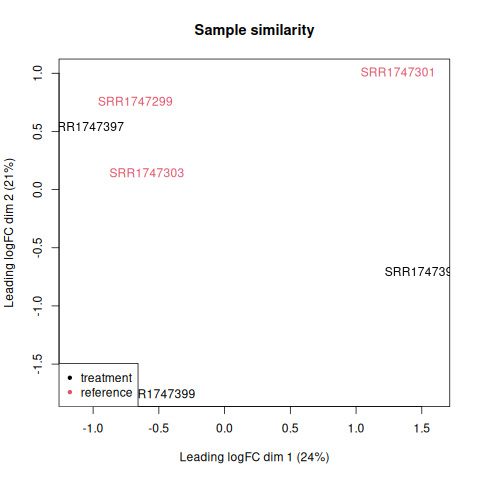 Sample similarity
SRR1747301
SRR1747299
RR1747397
SRR1747303
SRR174739
R1747399
treatment
reference
1.0
0.5
0.0
-0.5
-1.0
-1.5
Leading logFC dim 2 (21%)
-1.0 -0.5 0.0 0.5 1.0 1.5
Leading logFC dim 1 (24%)